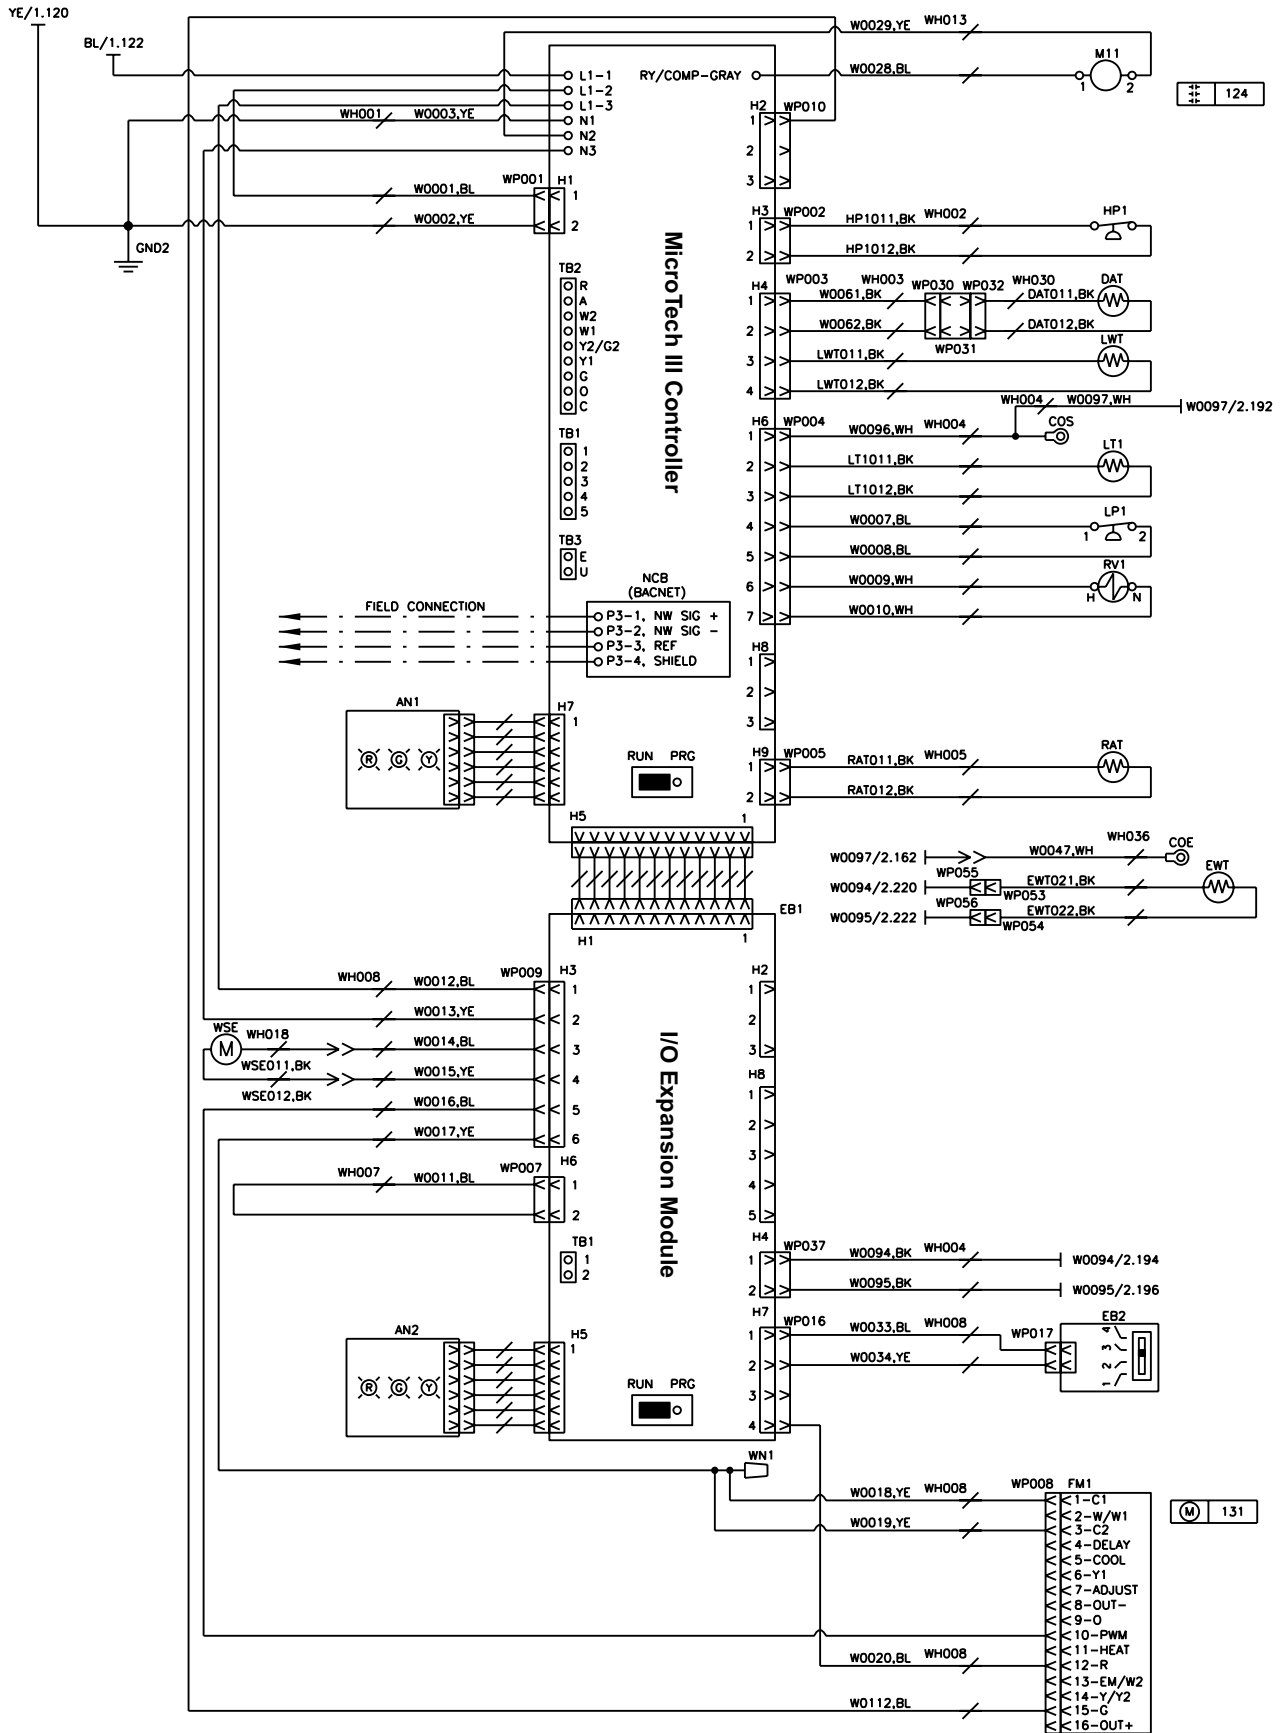 YE/1.120
BL/1.122
W0029,YE WH013
M11
RY/COMP-GRAY
W0028,BL
1 2
124
L1-1
L1-2
L1-3
N1
N2
N3
WH001 W0003,YE
H2 WP010
1
2
3
WP001 H1
W0001,BL
1
W0002,YE
2
GND2
H3 WP002
HP1011,BK WH002
HP1
1
HP1012,BK
2
MicroTech III Controller
TB2
R
A
W2
W1
Y2/G2
Y1
G
O
C
H4 WP003
WH003 WP030 WP032 WH030 DAT
W0061,BK
DAT011,BK
1
W0062,BK
DAT012,BK
2
WP031
LWT
LWT011,BK
3
LWT012,BK
4
WH004 W0097,WH
W0097/2.192
H6 WP004
W0096,WH WH004
COS
1
LT1
LT1011,BK
2
LT1012,BK
3
LP1
W0007,BL
4
1 2
W0008,BL
5
RV1
W0009,WH
6
H N
W0010,WH
7
TB1
1
2
3
4
5
TB3
E
U
NCB
(BACNET)
FIELD CONNECTION
P3-1, NW SIG +
P3-2, NW SIG -
P3-3, REF
P3-4, SHIELD
H8
1
2
3
AN1
R G Y
H7
1
RUN PRG
H9 WP005
RAT011,BK WH005
RAT
1
RAT012,BK
2
H5 1
W0097/2.162
W0047,WH
WH036
COE
W0094/2.220
WP055
WP053
EWT021,BK
EWT
W0095/2.222
WP056
WP054
EWT022,BK
EB1
H1 1
I/O Expansion Module
WH008 W0012,BL
WP009 H3
1
W0013,YE
2
WSE
M
WH018
W0014,BL
3
WSE011,BK
W0015,YE
4
WSE012,BK
W0016,BL
5
W0017,YE
6
H2
1
2
3
H8
1
2
3
4
5
WH007 W0011,BL
WP007 H6
1
2
TB1
1
2
H4 WP037
W0094,BK WH004
W0094/2.194
1
W0095,BK
W0095/2.196
2
H7 WP016
W0033,BL WH008
WP017
EB2
1
W0034,YE
2
3
4
4
3
2
1
AN2
R G Y
H5
1
RUN PRG
WN1
W0018,YE WH008
WP008 FM1
W0019,YE
M 131
1-C1
2-W/W1
3-C2
4-DELAY
5-COOL
6-Y1
7-ADJUST
8-OUT-
9-O
10-PWM
11-HEAT
12-R
13-EM/W2
14-Y/Y2
15-G
16-OUT+
W0020,BL WH008
W0112,BL